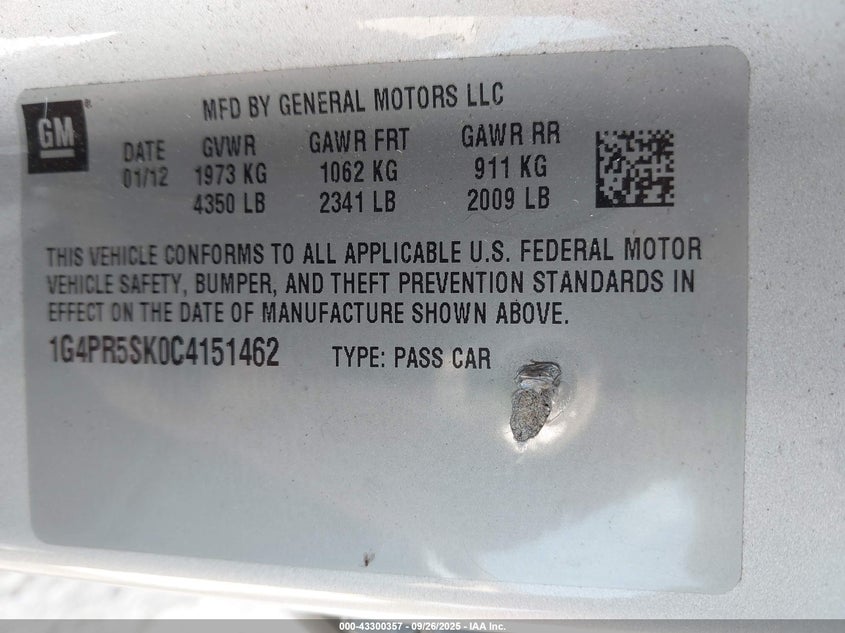 MFD BY GENERAL MOTORS LLC
GM®
DATE GVWR GAWR FRT GAWR RR
01/12 1973 KG 1062 KG 911 KG
4350 LB 2341 LB 2009 LB
THIS VEHICLE CONFORMS TO ALL APPLICABLE U.S. FEDERAL MOTOR
VEHICLE SAFETY, BUMPER, AND THEFT PREVENTION STANDARDS IN
EFFECT ON THE DATE OF MANUFACTURE SHOWN ABOVE.
1G4PR5SK0C4151462 TYPE: PASS CAR
000-43300357 - 09/26/2025 - IAA Inc.